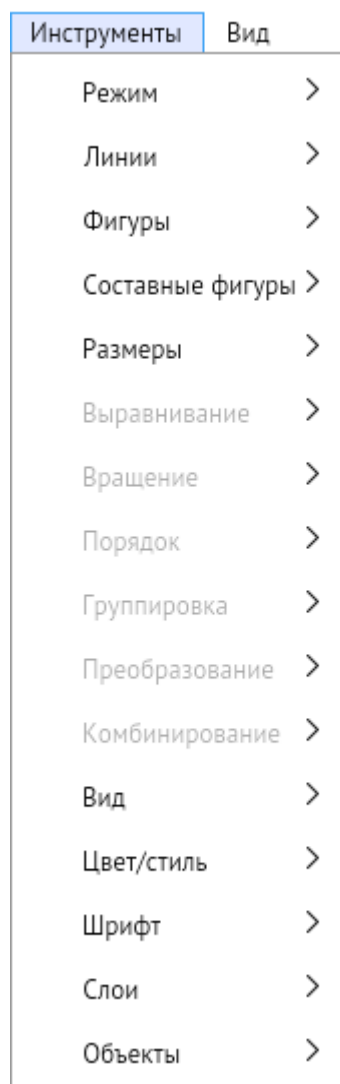 Инструменты Вид
Режим
Линии
Фигуры
Составные фигуры
Размеры
Выравнивание
Вращение
Порядок
Группировка
Преобразование
Комбинирование
Вид
Цвет/стиль
Шрифт
Слои
Объекты